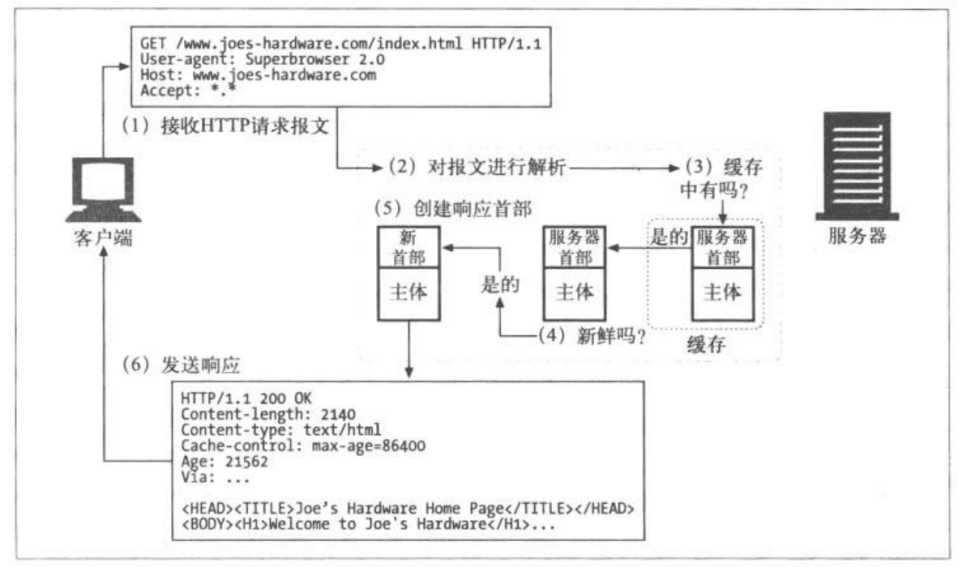 GET /www.joes-hardware.com/index.html HTTP/1.1
User-agent: Superbrowser 2.0
Host: www.joes-hardware.com
Accept: *.*
(1) 接收HTTP请求报文
(2) 对报文进行解析
(3) 缓存
中有吗?
客户端
服务器
(5) 创建响应首部
新
首部
主体
是的
(4) 新鲜吗?
服务器
首部
主体
是的
服务器
首部
主体
缓存
(6) 发送响应
HTTP/1.1 200 OK
Content-length: 2140
Content-type: text/html
Cache-control: max-age=86400
Age: 21562
Via: ...
<HEAD><TITLE>Joe's Hardware Home Page</TITLE></HEAD>
<BODY><H1>Welcome to Joe's Hardware</H1>...